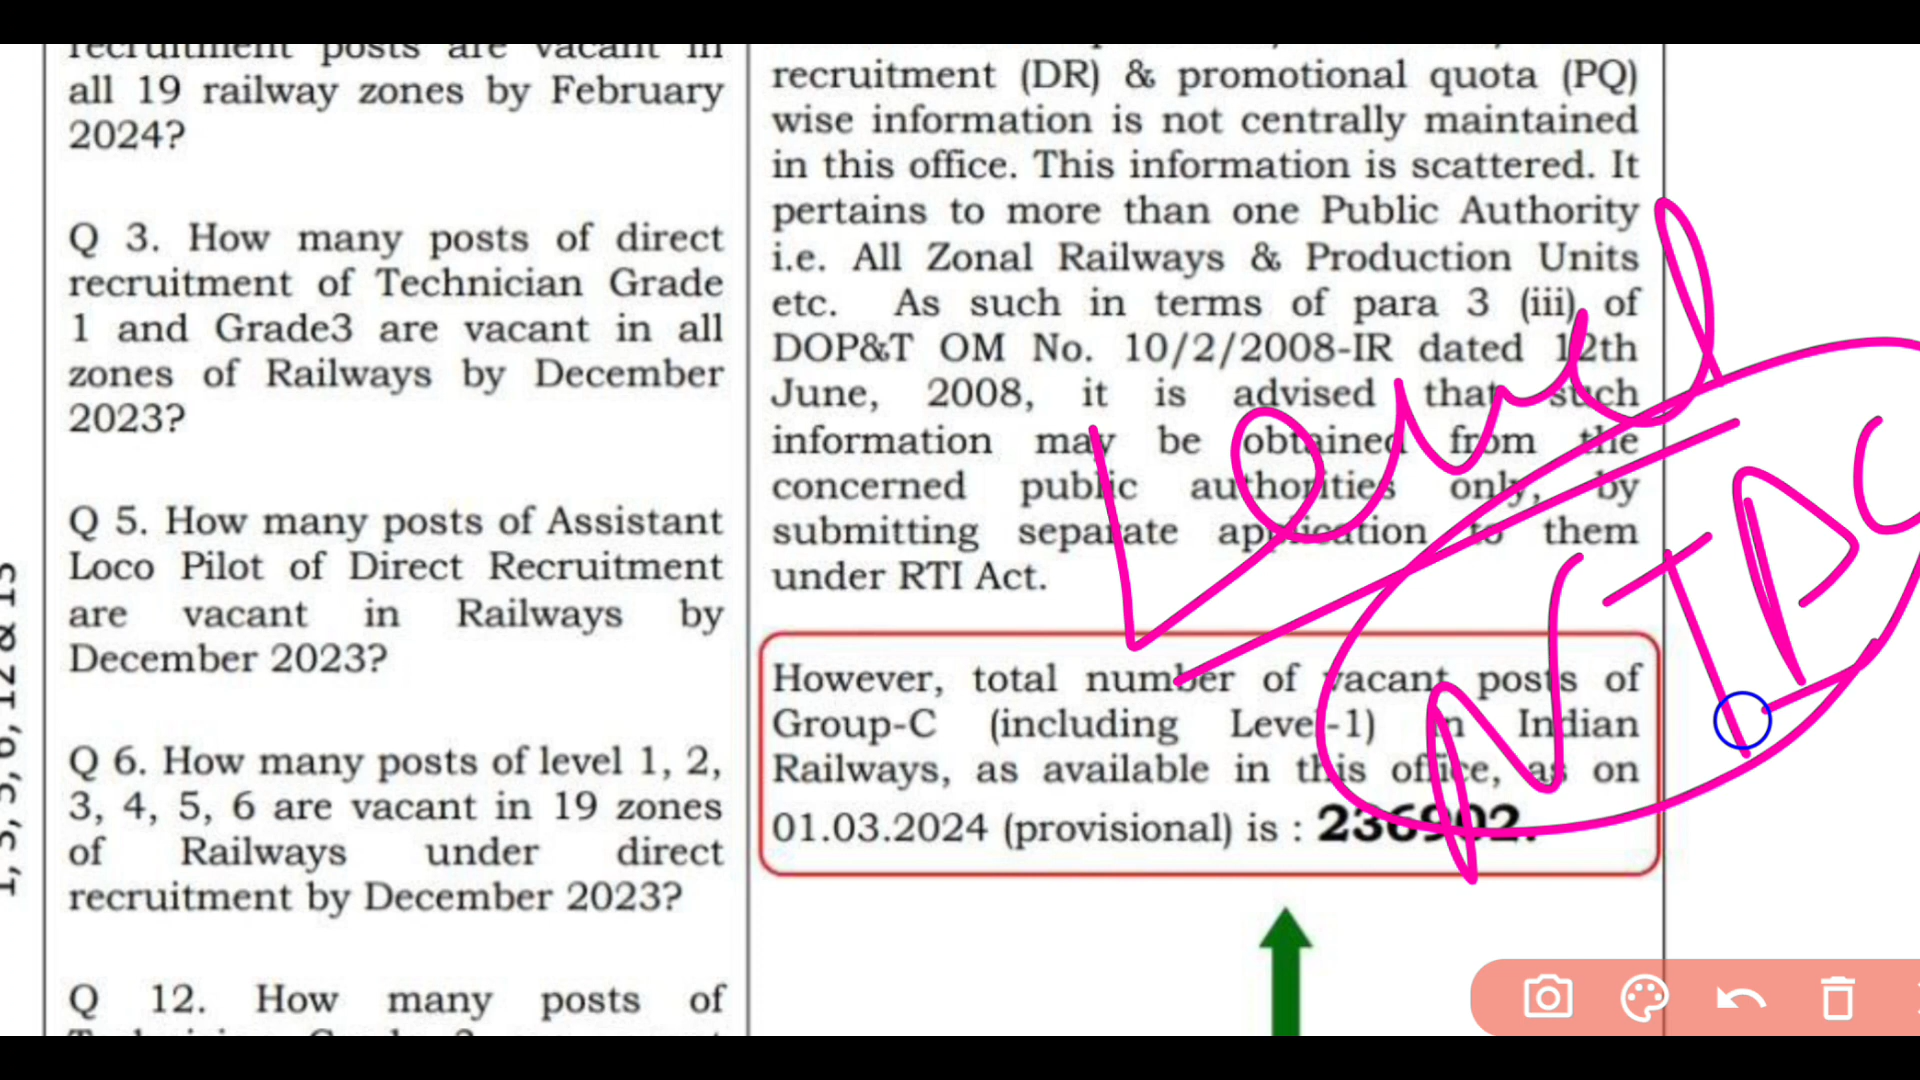 recruitment posts are vacant in
all 19 railway zones by February
2024?
Q 3. How many posts of direct
recruitment of Technician Grade
1 and Grade3 are vacant in all
zones of Railways by December
2023?
Q 5. How many posts of Assistant
Loco Pilot of Direct Recruitment
are vacant in Railways by
December 2023?
Q 6. How many posts of level 1, 2,
3, 4, 5, 6 are vacant in 19 zones
of Railways under direct
recruitment by December 2023?
Q 12. How many posts of
recruitment (DR) & promotional quota (PQ)
wise information is not centrally maintained
in this office. This information is scattered. It
pertains to more than one Public Authority
i.e. All Zonal Railways & Production Units
etc. As such in terms of para 3 (iii) of
DOP&T OM No. 10/2/2008-IR dated 12th
June, 2008, it is advised that such
information may be obtained from the
concerned public authorities only, by
submitting separate application to them
under RTI Act.
However, total number of vacant posts of
Group-C (including Level-1) in Indian
Railways, as available in this office, as on
01.03.2024 (provisional) is : 236902.
Level
NTPC